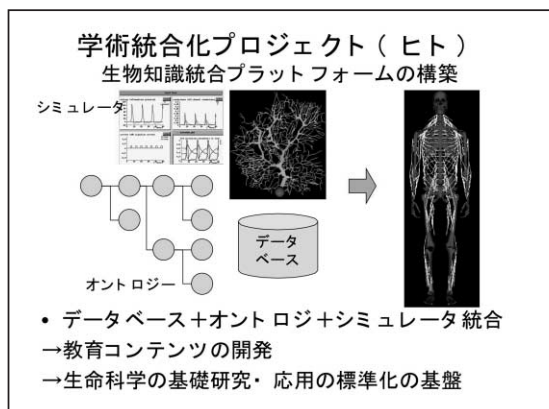 学術統合化プロジェクト（ヒト）
生物知識統合プラットフォームの構築
シミュレータ
データ
ベース
オントロジー
• データベース＋オントロジ＋シミュレータ統合
→教育コンテンツの開発
→生命科学の基礎研究・応用の標準化の基盤